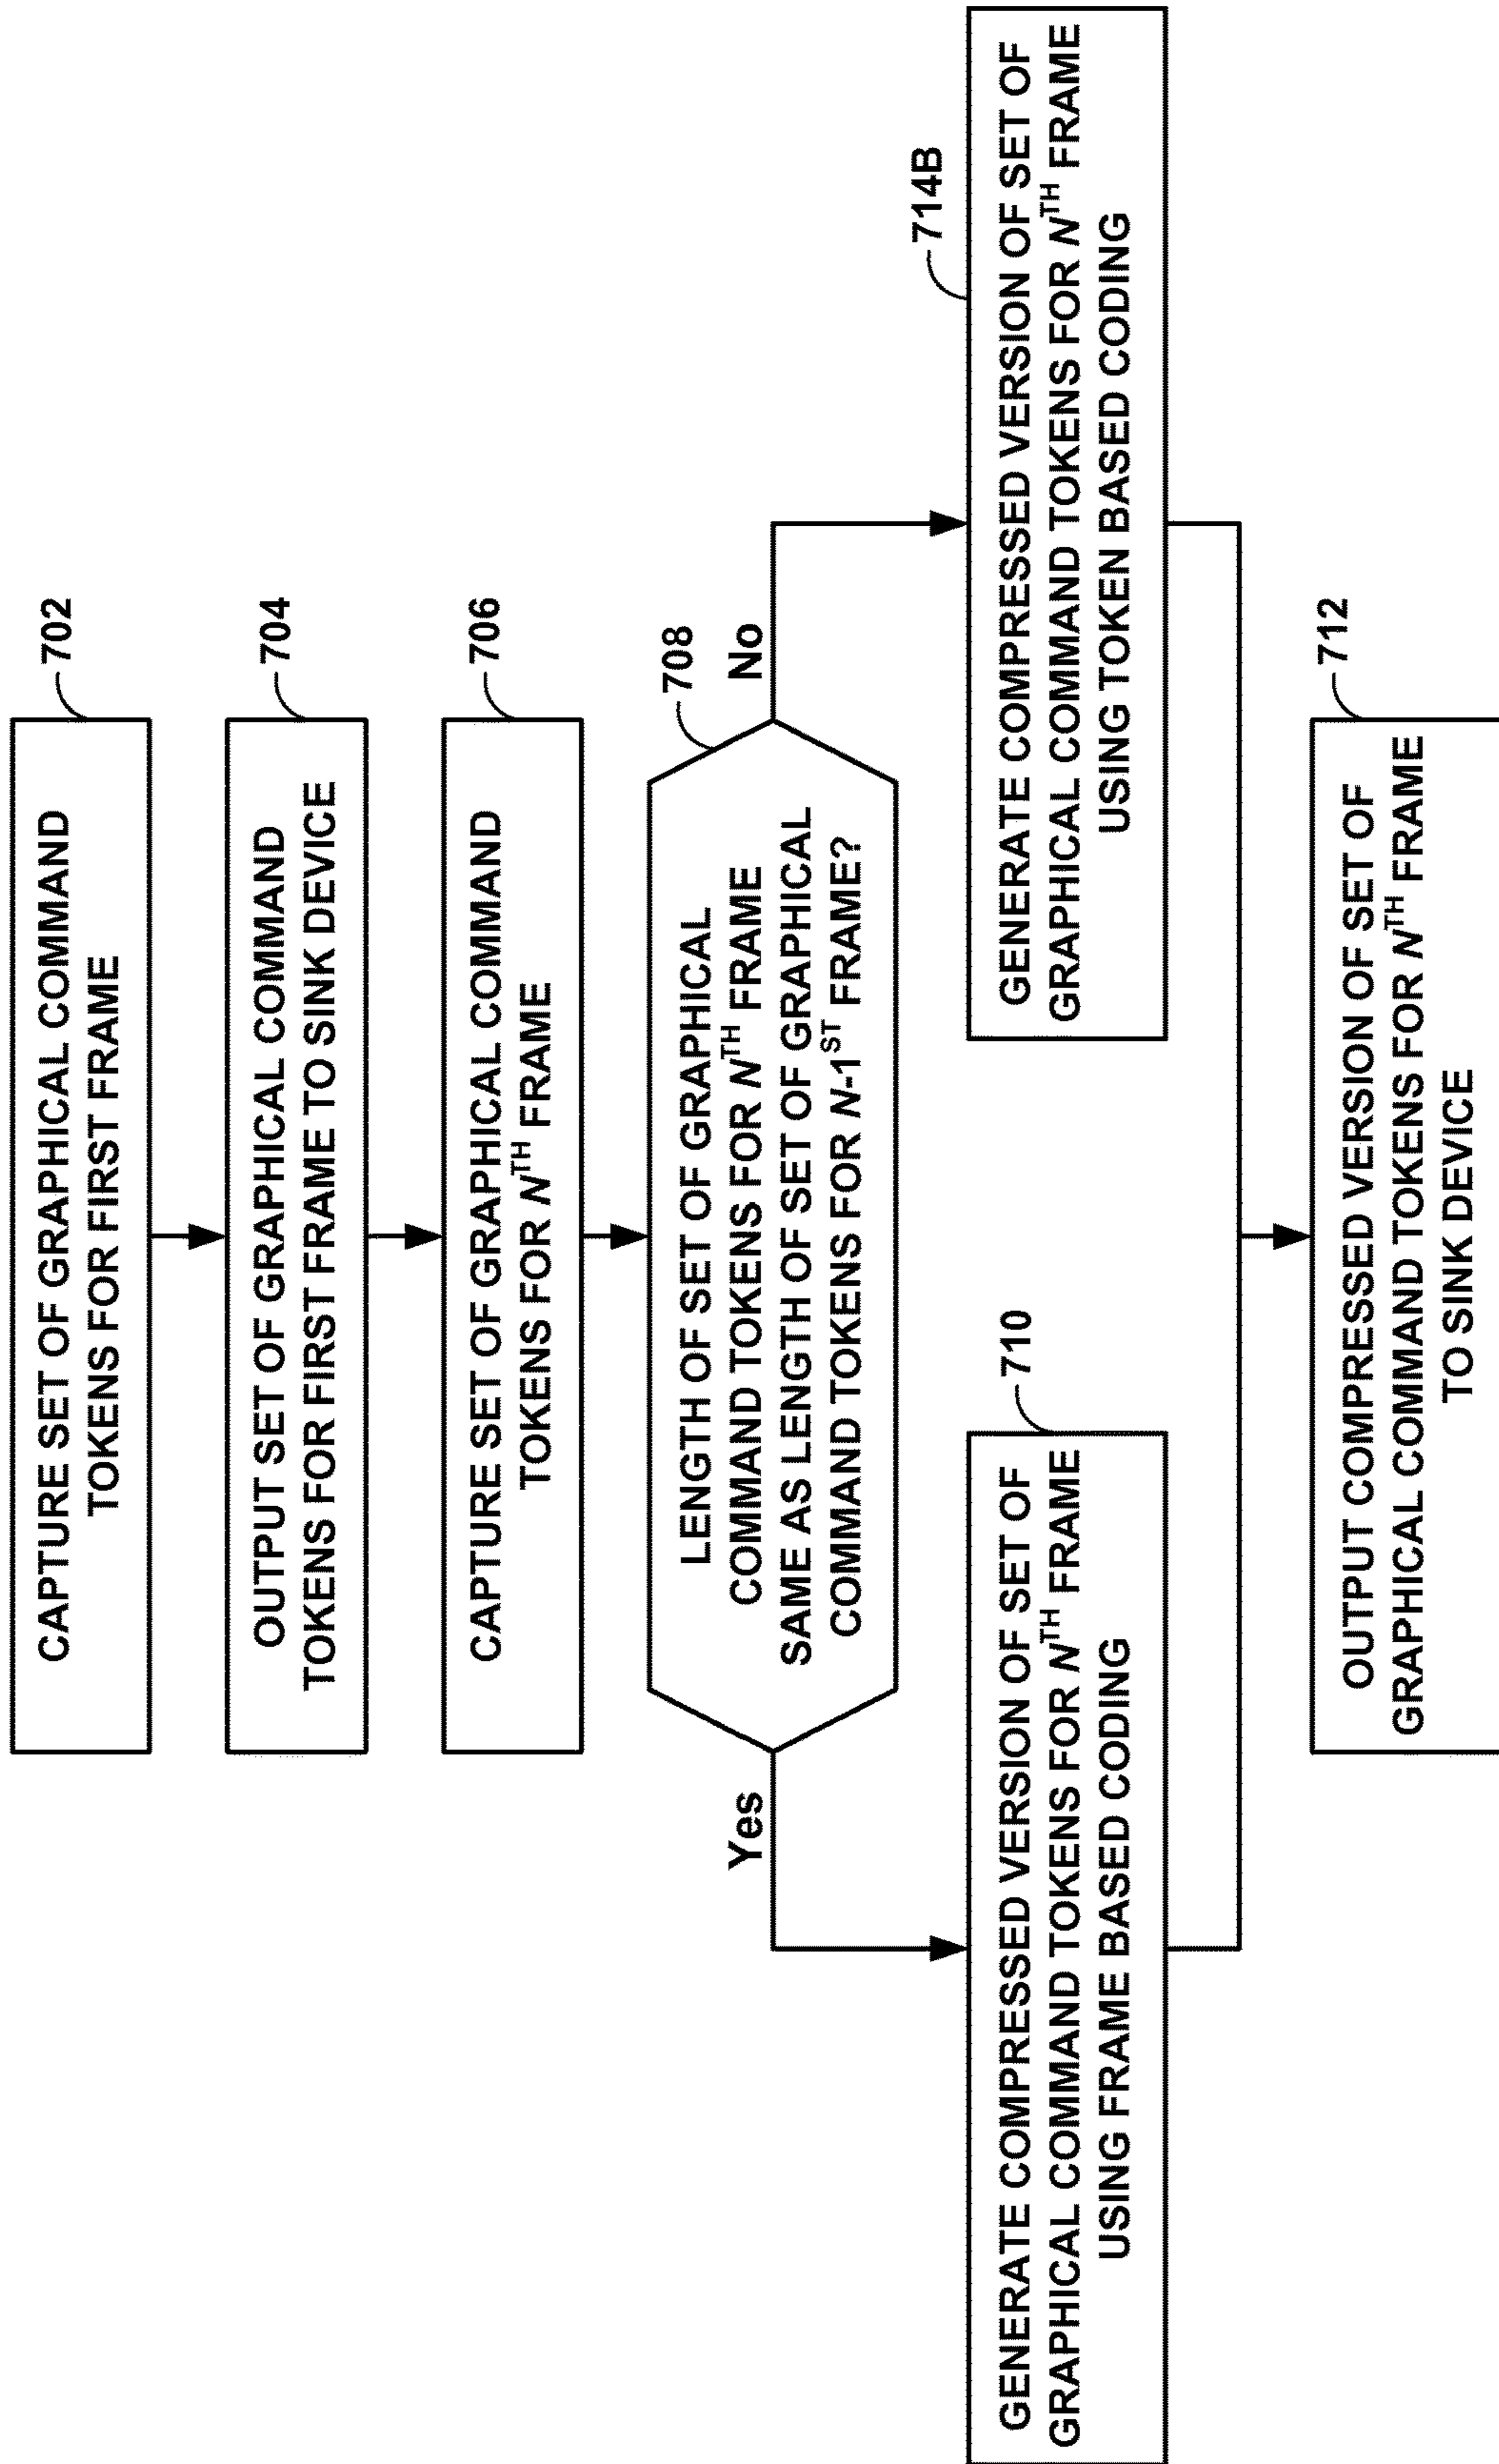 CAPTURE SET OF GRAPHICAL COMMAND
TOKENS FOR FIRST FRAME
702
OUTPUT SET OF GRAPHICAL COMMAND
TOKENS FOR FIRST FRAME TO SINK DEVICE
704
CAPTURE SET OF GRAPHICAL COMMAND
TOKENS FOR Nᵀᴴ FRAME
706
LENGTH OF SET OF GRAPHICAL
COMMAND TOKENS FOR Nᵀᴴ FRAME
SAME AS LENGTH OF SET OF GRAPHICAL
COMMAND TOKENS FOR N-1ˢᵀ FRAME?
708
Yes
No
GENERATE COMPRESSED VERSION OF SET OF
GRAPHICAL COMMAND TOKENS FOR Nᵀᴴ FRAME
USING FRAME BASED CODING
710
GENERATE COMPRESSED VERSION OF SET OF
GRAPHICAL COMMAND TOKENS FOR Nᵀᴴ FRAME
USING TOKEN BASED CODING
714B
OUTPUT COMPRESSED VERSION OF SET OF
GRAPHICAL COMMAND TOKENS FOR Nᵀᴴ FRAME
TO SINK DEVICE
712